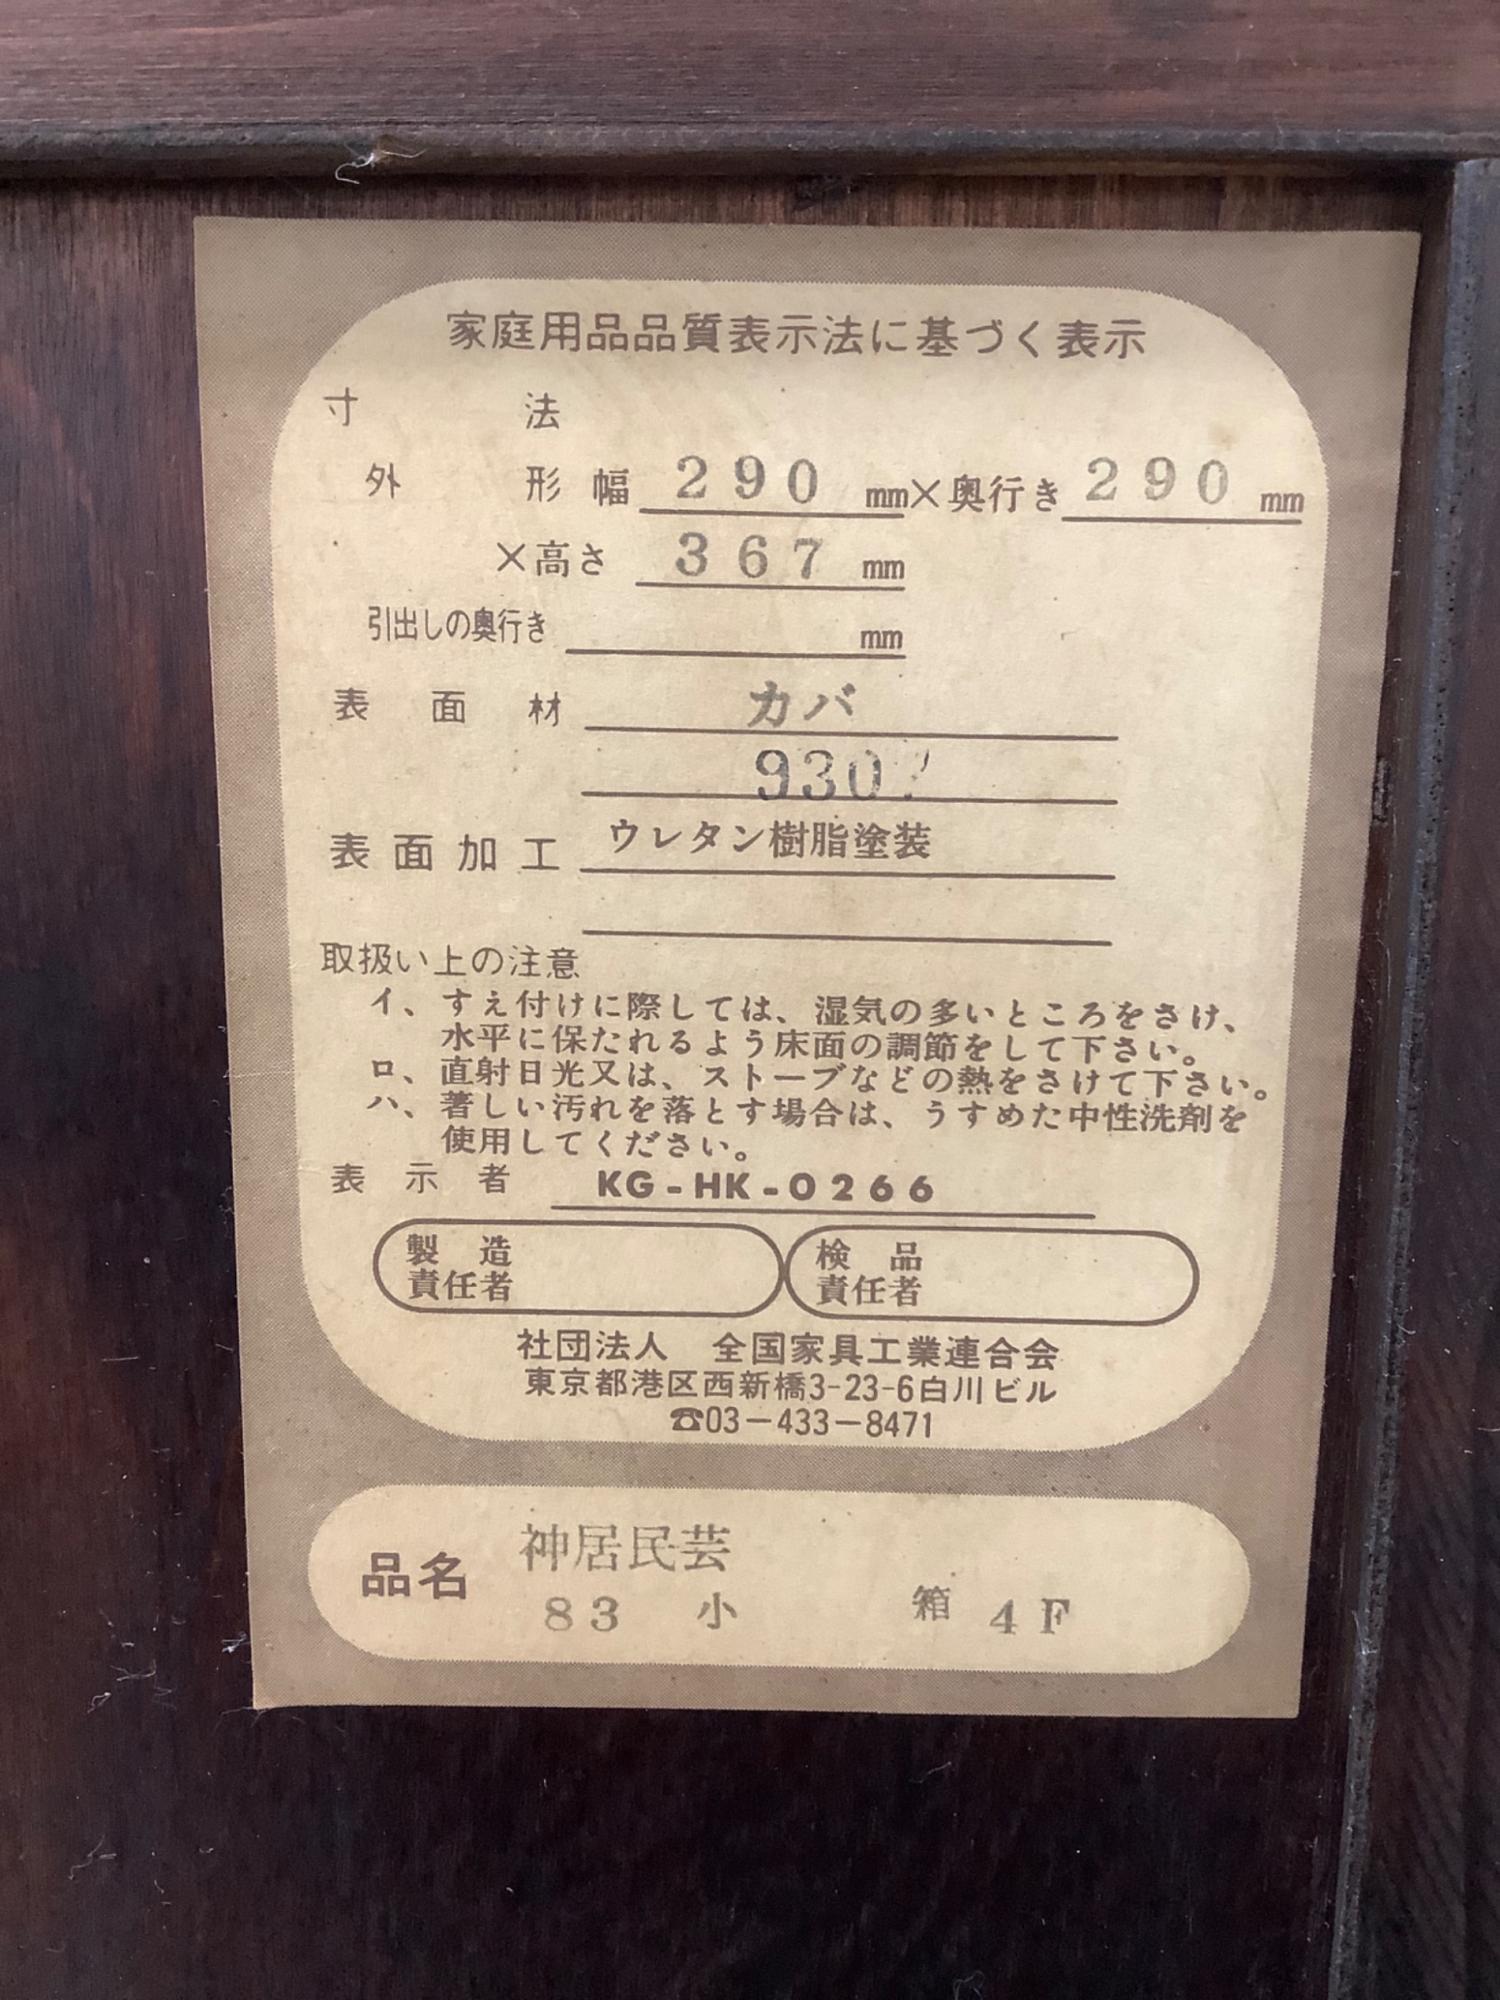 家庭用品品質表示法に基づく表示
寸法
外形 幅 290 mm×奥行き 290 mm
×高さ 367 mm
引出しの奥行き mm
表面材 カバ
930
表面加工 ウレタン樹脂塗装
取扱い上の注意
イ、すえ付けに際しては、湿気の多いところをさけ、
水平に保たれるよう床面の調節をして下さい。
ロ、直射日光又は、ストーブなどの熱をさけて下さい。
ハ、著しい汚れを落とす場合は、うすめた中性洗剤を
使用してください。
表示者 KG-HK-0266
製造 検品
責任者 責任者
社団法人 全国家具工業連合会
東京都港区西新橋3-23-6白川ビル
☎03-433-8471
品名 神居民芸
83 小 箱 4F